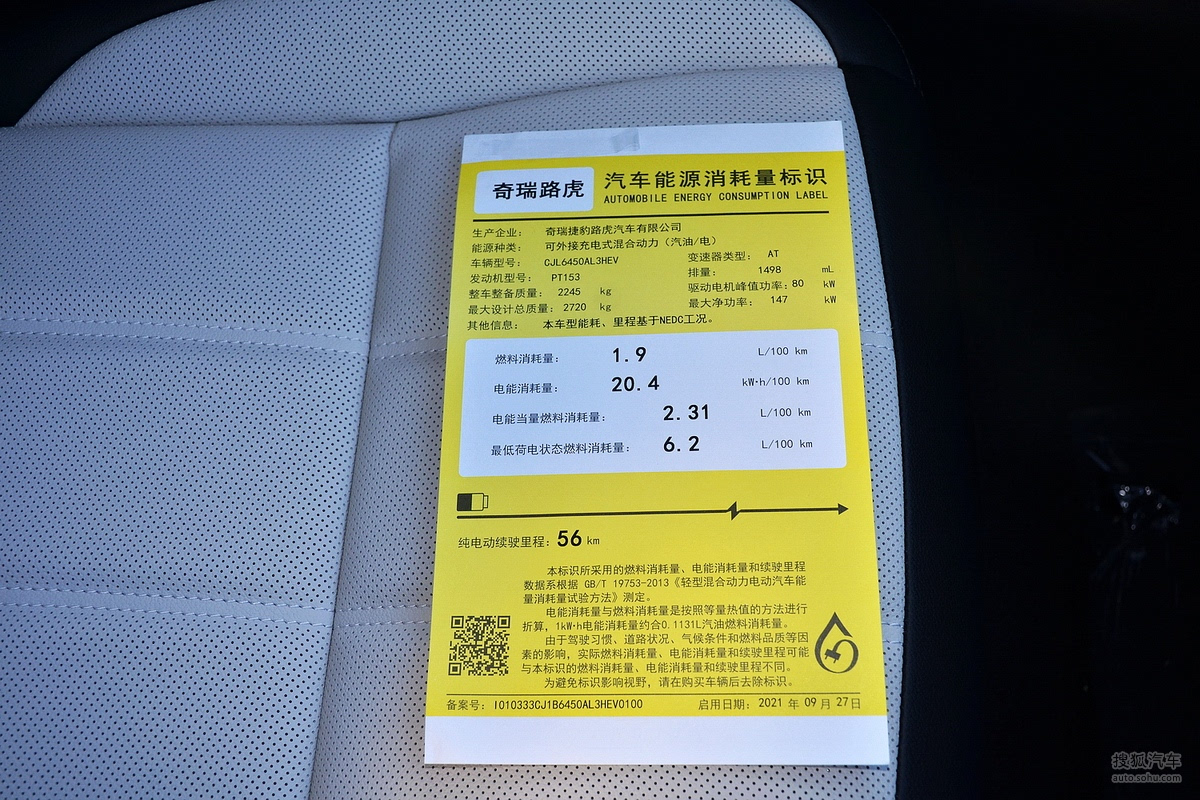 奇瑞路虎
汽车能源消耗量标识
AUTOMOBILE ENERGY CONSUMPTION LABEL
生产企业： 奇瑞捷豹路虎汽车有限公司
能源种类： 可外接充电式混合动力（汽油/电）
车辆型号： CJL6450AL3HEV 变速器类型： AT
发动机型号： PT153 排量： 1498 mL
整车整备质量： 2245 kg 驱动电机峰值功率：80 kW
最大设计总质量： 2720 kg 最大净功率： 147 kW
其他信息： 本车型能耗、里程基于NEDC工况。
燃料消耗量： 1.9 L/100 km
电能消耗量： 20.4 kW·h/100 km
电能当量燃料消耗量： 2.31 L/100 km
最低荷电状态燃料消耗量： 6.2 L/100 km
纯电动续驶里程：56 km
本标识所采用的燃料消耗量、电能消耗量和续驶里程
数据系根据 GB/T 19753-2013《轻型混合动力电动汽车能
量消耗量试验方法》测定。
电能消耗量与燃料消耗量是按照等量热值的方法进行
折算，1kW·h电能消耗量约合0.1131L汽油燃料消耗量。
由于驾驶习惯、道路状况、气候条件和燃料品质等因
素的影响，实际燃料消耗量、电能消耗量和续驶里程可能
与本标识的燃料消耗量、电能消耗量和续驶里程不同。
为避免标识影响视野，请在购买车辆后去除标识。
备案号： I010333CJ1B6450AL3HEV0100 启用日期： 2021 年 09 月 27日
搜狐汽车
auto.sohu.com